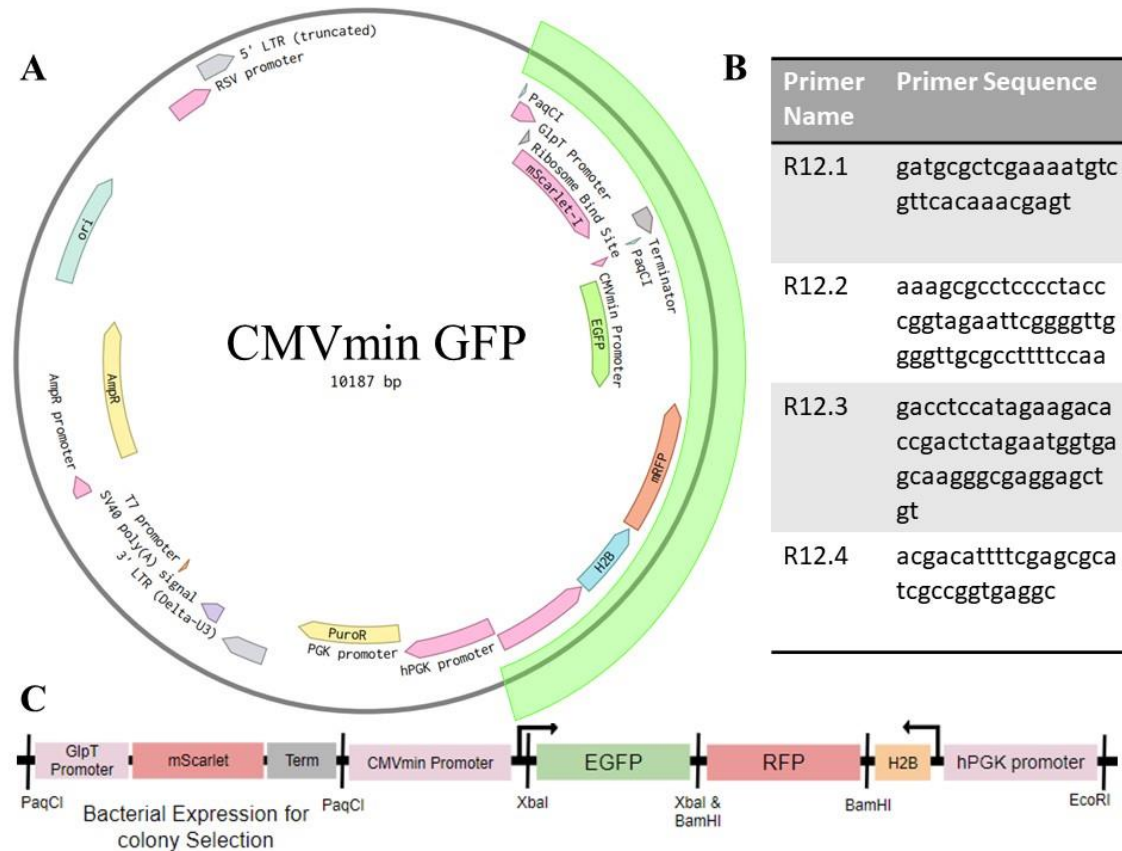 A
5' LTR (truncated)
RSV promoter
PaqCI
GlpT Promoter
Ribosome Bind Site
mScarlet-I
Terminator
PaqCI
CMVmin Promoter
EGFP
mRFP
H2B
hPGK promoter
PGK promoter
PuroR
3' LTR (Delta-U3)
SV40 poly(A) signal
T7 promoter
AmpR promoter
AmpR
ori
CMVmin GFP
10187 bp
B
Primer Name
Primer Sequence
R12.1
gatgcgctcgaaaatgtc
gttcacaaacgagt
R12.2
aaagcgcctcccctacc
cggtagaattcggggttg
gggttgcgccttttccaa
R12.3
gacctccatagaagaca
ccgactctagaatggtga
gcaagggcgaggagct
gt
R12.4
acgacattttcgagcgca
tcgccggtgaggc
C
GlpT
Promoter
mScarlet
Term
CMVmin Promoter
EGFP
RFP
H2B
hPGK promoter
PaqCI
PaqCI
XbaI
XbaI &
BamHI
BamHI
EcoRI
Bacterial Expression for
colony Selection